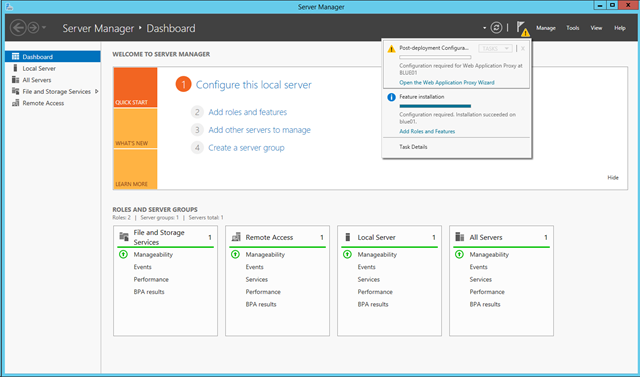 Server Manager
Server Manager • Dashboard
Manage Tools View Help
Dashboard
Local Server
All Servers
File and Storage Services
Remote Access
WELCOME TO SERVER MANAGER
QUICK START
WHAT'S NEW
LEARN MORE
1 Configure this local server
2 Add roles and features
3 Add other servers to manage
4 Create a server group
Hide
Post-deployment Configura... TASKS
Configuration required for Web Application Proxy at
BLUE01
Open the Web Application Proxy Wizard
Feature installation
Configuration required. Installation succeeded on
blue01.
Add Roles and Features
Task Details
ROLES AND SERVER GROUPS
Roles: 2 | Server groups: 1 | Servers total: 1
File and Storage
Services 1
Manageability
Events
Performance
BPA results
Remote Access 1
Manageability
Events
Services
Performance
BPA results
Local Server 1
Manageability
Events
Services
Performance
BPA results
All Servers 1
Manageability
Events
Services
Performance
BPA results